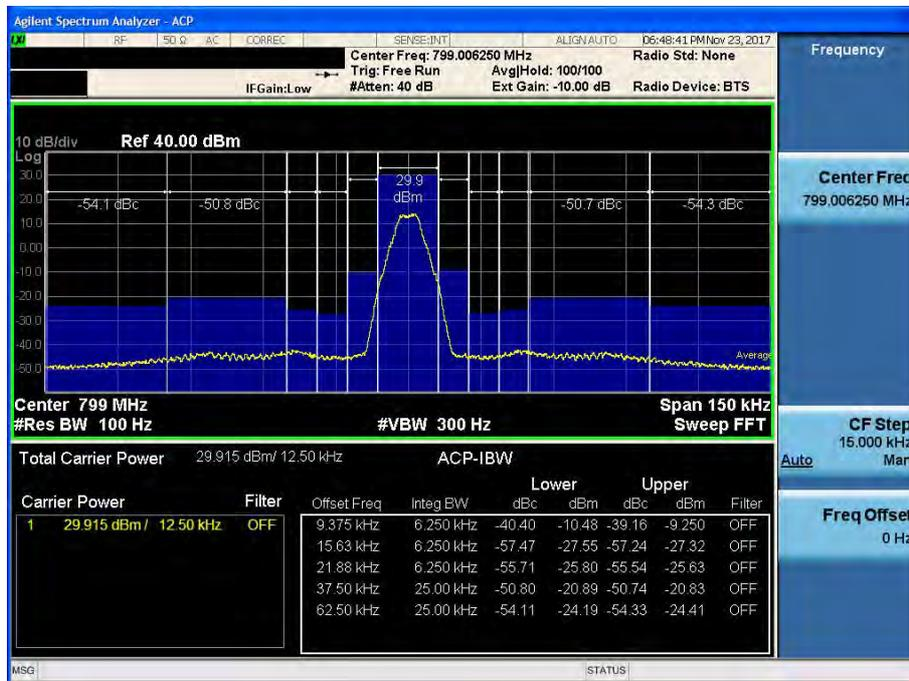 Agilent Spectrum Analyzer - ACP
LXI RF 50 Ω AC CORREC SENSE:INT ALIGN AUTO 06:48:41 PM Nov 23, 2017
Center Freq: 799.006250 MHz Radio Std: None
Trig: Free Run Avg|Hold: 100/100
IFGain:Low #Atten: 40 dB Ext Gain: -10.00 dB Radio Device: BTS
10 dB/div Ref 40.00 dBm
Log
30.0
20.0
10.0
0.00
-10.0
-20.0
-30.0
-40.0
-50.0
-54.1 dBc -50.8 dBc 29.9 dBm -50.7 dBc -54.3 dBc
Average
Center 799 MHz Span 150 kHz
#Res BW 100 Hz #VBW 300 Hz Sweep FFT
Total Carrier Power 29.915 dBm/ 12.50 kHz ACP-IBW
Lower Upper
Carrier Power Filter Offset Freq Integ BW dBc dBm dBc dBm Filter
1 29.915 dBm / 12.50 kHz OFF 9.375 kHz 6.250 kHz -40.40 -10.48 -39.16 -9.250 OFF
15.63 kHz 6.250 kHz -57.47 -27.55 -57.24 -27.32 OFF
21.88 kHz 6.250 kHz -55.71 -25.80 -55.54 -25.63 OFF
37.50 kHz 25.00 kHz -50.80 -20.89 -50.74 -20.83 OFF
62.50 kHz 25.00 kHz -54.11 -24.19 -54.33 -24.41 OFF
MSG STATUS
Frequency
Center Freq
799.006250 MHz
CF Step
15.000 kHz
Auto Man
Freq Offset
0 Hz